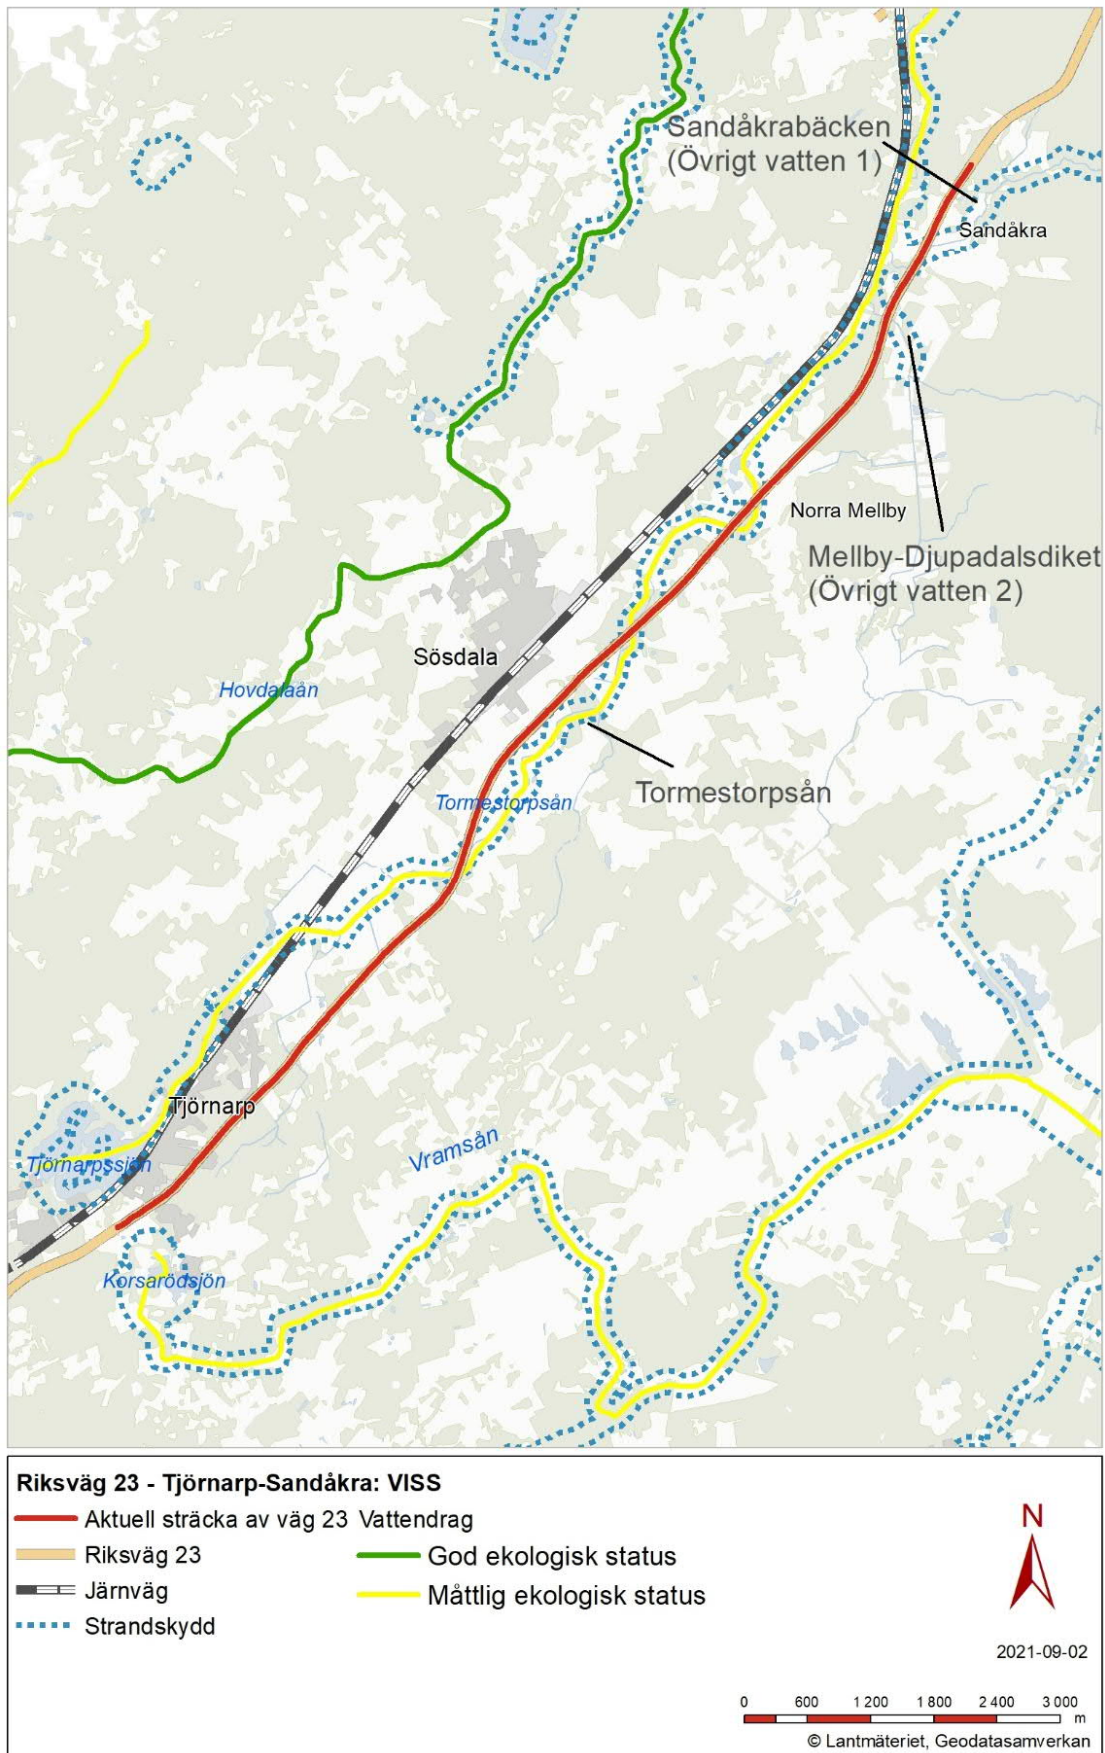 Sandåkrabäcken
(Övrigt vatten 1)
Sandåkra
Norra Mellby
Mellby-Djupadalsdiket
(Övrigt vatten 2)
Sösdala
Hovdalaån
Tormestorpsån
Tormestorpsån
Tjörnarp
Vramsån
Tjörnarpssjön
Korsarödsjön
Riksväg 23 - Tjörnarp-Sandåkra: VISS
Aktuell sträcka av väg 23
Riksväg 23
Järnväg
Strandskydd
Vattendrag
God ekologisk status
Måttlig ekologisk status
N
2021-09-02
0 600 1 200 1 800 2 400 3 000
m
© Lantmäteriet, Geodatasamverkan